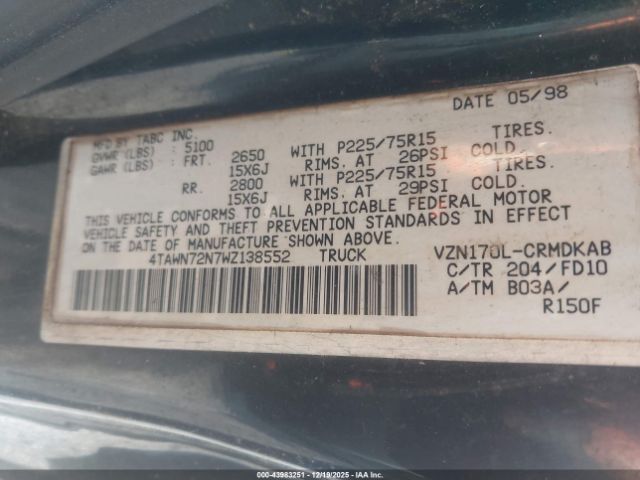 DATE 05/98
MFD BY TABC INC.
GVWR (LBS) : 5100
GAWR (LBS) : FRT. 2650 WITH P225/75R15 TIRES.
15X6J RIMS. AT 26PSI COLD.
RR. 2800 WITH P225/75R15 TIRES.
15X6J RIMS. AT 29PSI COLD.
THIS VEHICLE CONFORMS TO ALL APPLICABLE FEDERAL MOTOR
VEHICLE SAFETY AND THEFT PREVENTION STANDARDS IN EFFECT
ON THE DATE OF MANUFACTURE SHOWN ABOVE.
4TAWN72N7WZ138552 TRUCK VZN170L-CRMDKAB
C/TR 204/FD10
A/TM B03A/
R150F
000-43983251 - 12/19/2025 - IAAI.COM